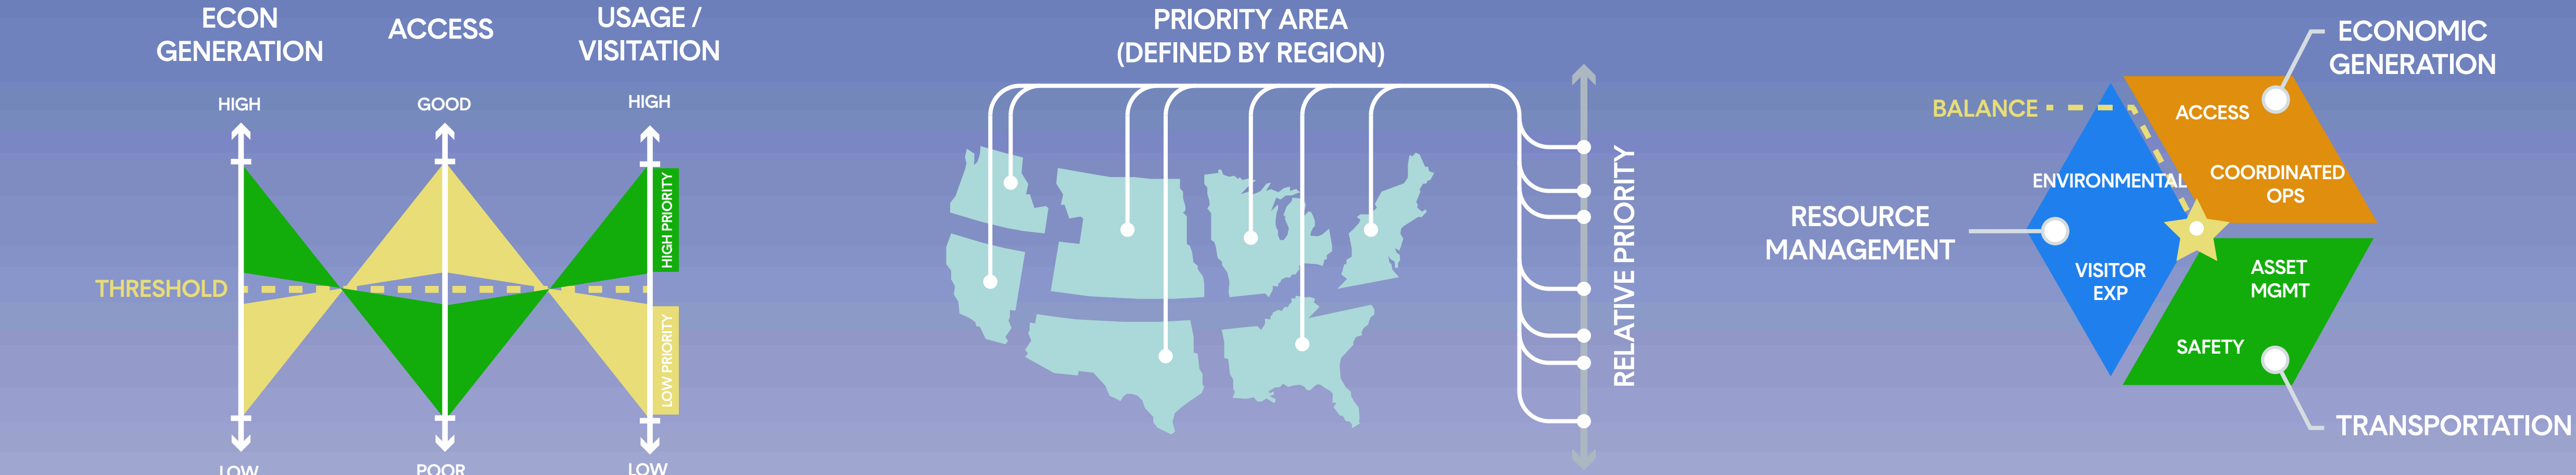 ECON
GENERATION
ACCESS
USAGE /
VISITATION
HIGH
GOOD
HIGH
HIGH PRIORITY
THRESHOLD
LOW PRIORITY
LOW
POOR
LOW
PRIORITY AREA
(DEFINED BY REGION)
RELATIVE PRIORITY
ECONOMIC
GENERATION
BALANCE
ACCESS
COORDINATED
OPS
ENVIRONMENTAL
RESOURCE
MANAGEMENT
VISITOR
EXP
ASSET
MGMT
SAFETY
TRANSPORTATION